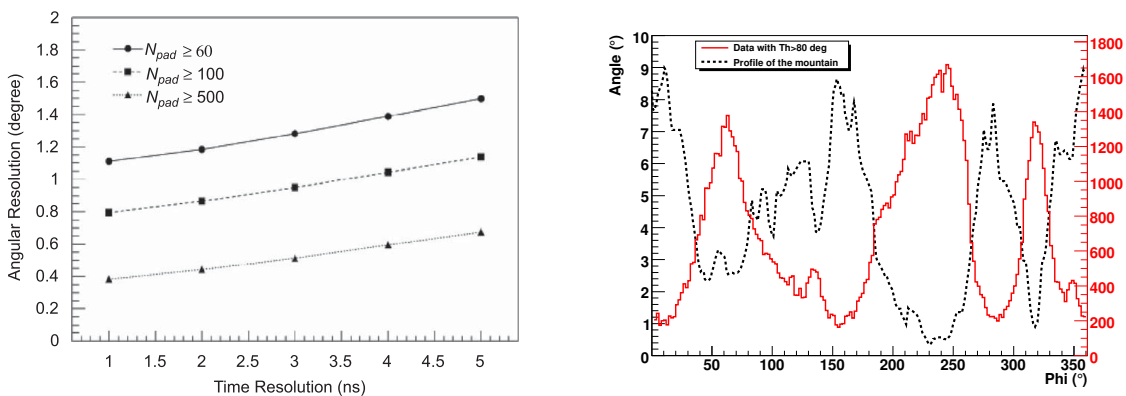 2
1.8
1.6
1.4
1.2
1
0.8
0.6
0.4
0.2
0
Angular Resolution (degree)
Npad ≥ 60
Npad ≥ 100
Npad ≥ 500
1 1.5 2 2.5 3 3.5 4 4.5 5
Time Resolution (ns)
10
9
8
7
6
5
4
3
2
1
0
Angle (°)
Data with Th>80 deg
Profile of the mountain
1800
1600
1400
1200
1000
800
600
400
200
0
50 100 150 200 250 300 350
Phi (°)